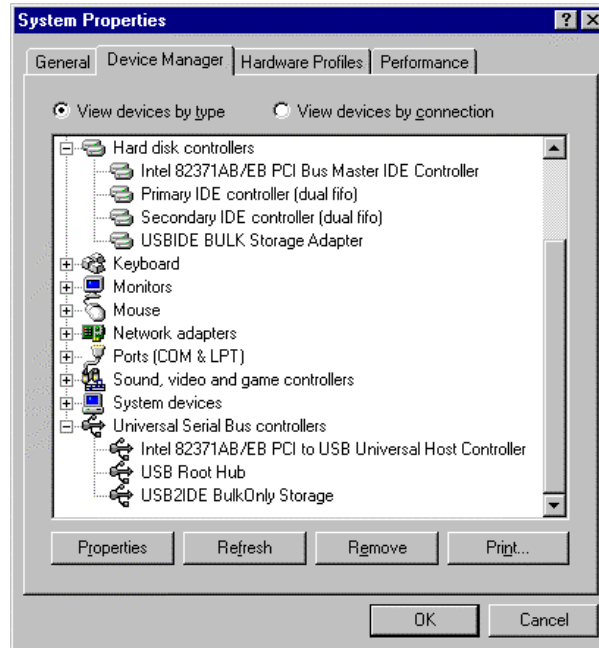 System Properties
General Device Manager Hardware Profiles Performance
View devices by type View devices by connection
Hard disk controllers
Intel 82371AB/EB PCI Bus Master IDE Controller
Primary IDE controller (dual fifo)
Secondary IDE controller (dual fifo)
USBIDE BULK Storage Adapter
Keyboard
Monitors
Mouse
Network adapters
Ports (COM & LPT)
Sound, video and game controllers
System devices
Universal Serial Bus controllers
Intel 82371AB/EB PCI to USB Universal Host Controller
USB Root Hub
USB2IDE BulkOnly Storage
Properties Refresh Remove Print...
OK Cancel